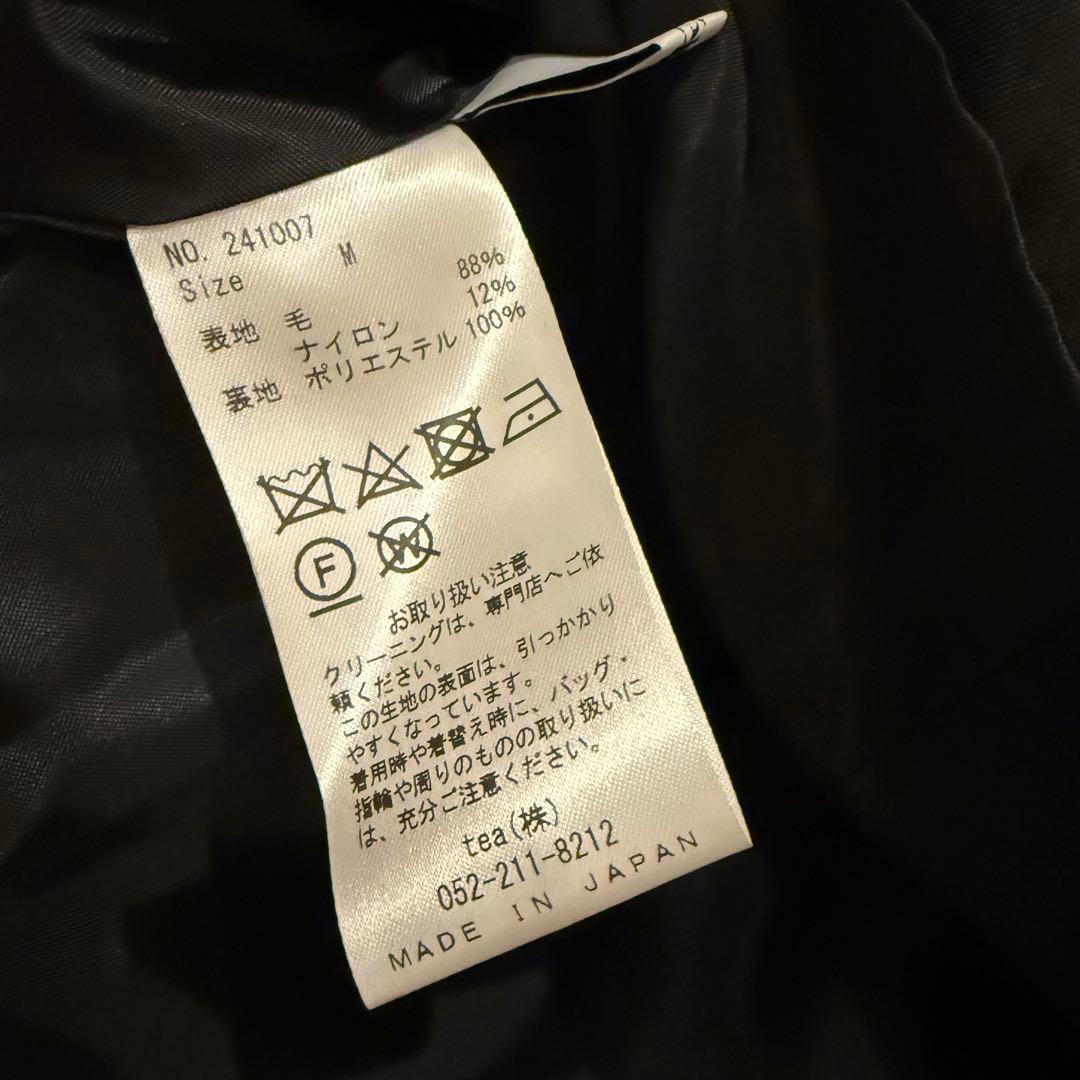 NO. 241007
Size M
表地 毛 88%
ナイロン 12%
裏地 ポリエステル 100%
F
W
お取り扱い注意
クリーニングは、専門店へご依
頼ください。
この生地の表面は、引っかかり
やすくなっています。
着用時や着替え時に、バッグ・
指輪や周りのものの取り扱いに
は、充分ご注意ください。
tea(株)
052-211-8212
MADE IN JAPAN